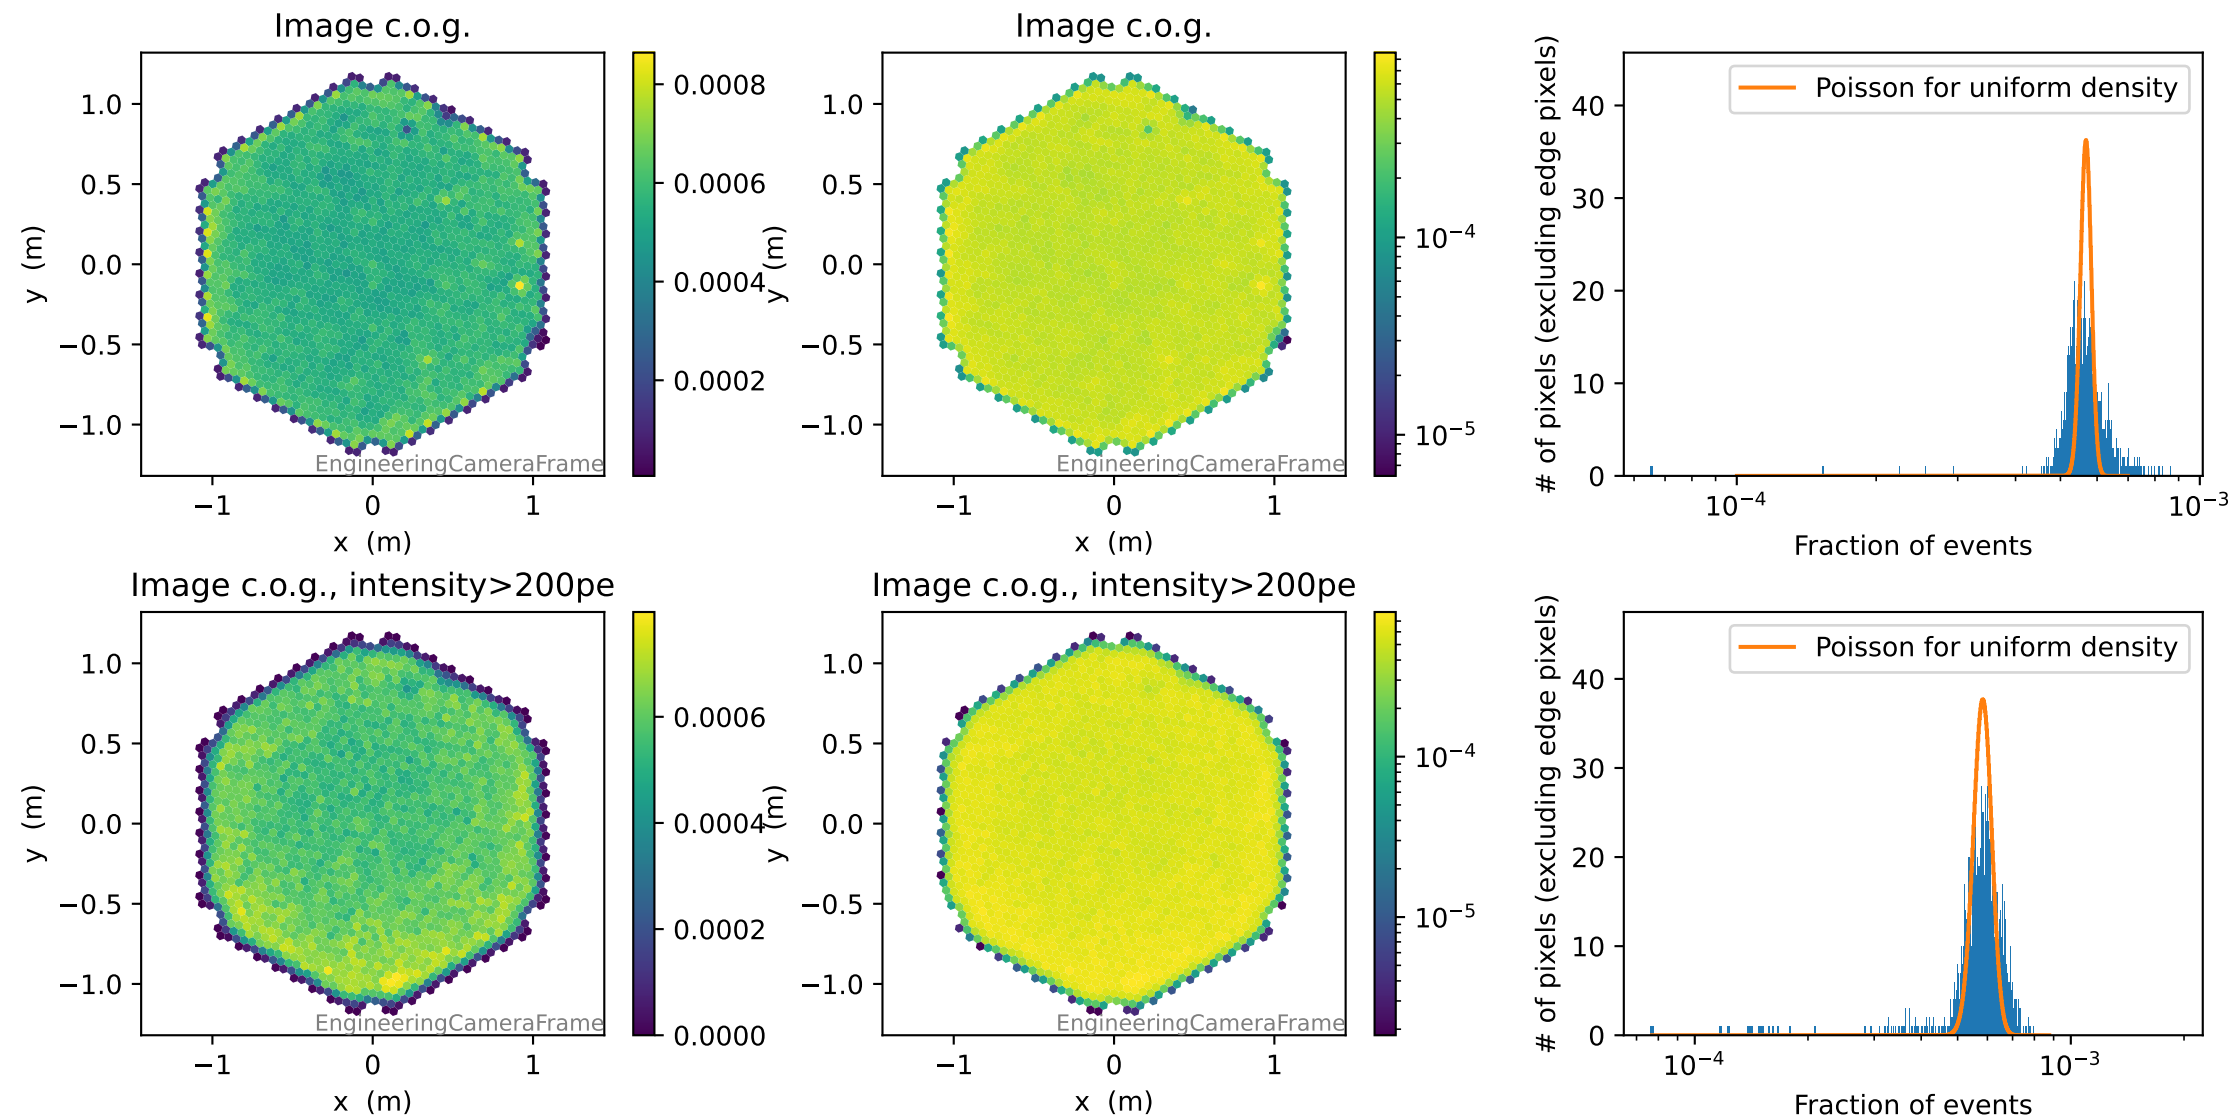 Image c.o.g.
y (m)
1.0
0.5
0.0
−0.5
−1.0
−1
0
1
x (m)
EngineeringCameraFrame
0.0008
0.0006
0.0004
0.0002
Image c.o.g.
y (m)
1.0
0.5
0.0
−0.5
−1.0
−1
0
1
x (m)
EngineeringCameraFrame
10−4
10−5
# of pixels (excluding edge pixels)
40
30
20
10
0
Poisson for uniform density
10−4
10−3
Fraction of events
Image c.o.g., intensity>200pe
y (m)
1.0
0.5
0.0
−0.5
−1.0
−1
0
1
x (m)
EngineeringCameraFrame
0.0006
0.0004
0.0002
0.0000
Image c.o.g., intensity>200pe
y (m)
1.0
0.5
0.0
−0.5
−1.0
−1
0
1
x (m)
EngineeringCameraFrame
10−4
10−5
# of pixels (excluding edge pixels)
40
30
20
10
0
Poisson for uniform density
10−4
10−3
Fraction of events